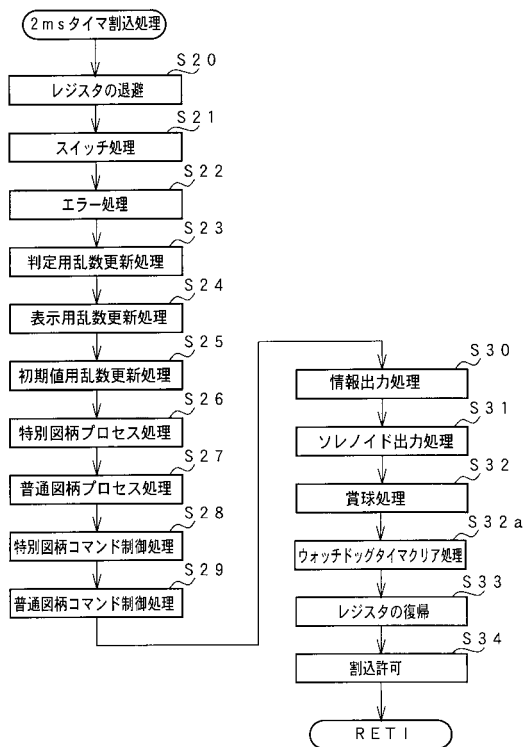 2msタイマ割込処理
S20
レジスタの退避
S21
スイッチ処理
S22
エラー処理
S23
判定用乱数更新処理
S24
表示用乱数更新処理
S25
初期値用乱数更新処理
S26
特別図柄プロセス処理
S27
普通図柄プロセス処理
S28
特別図柄コマンド制御処理
S29
普通図柄コマンド制御処理
S30
情報出力処理
S31
ソレノイド出力処理
S32
賞球処理
S32a
ウォッチドッグタイマクリア処理
S33
レジスタの復帰
S34
割込許可
RETI